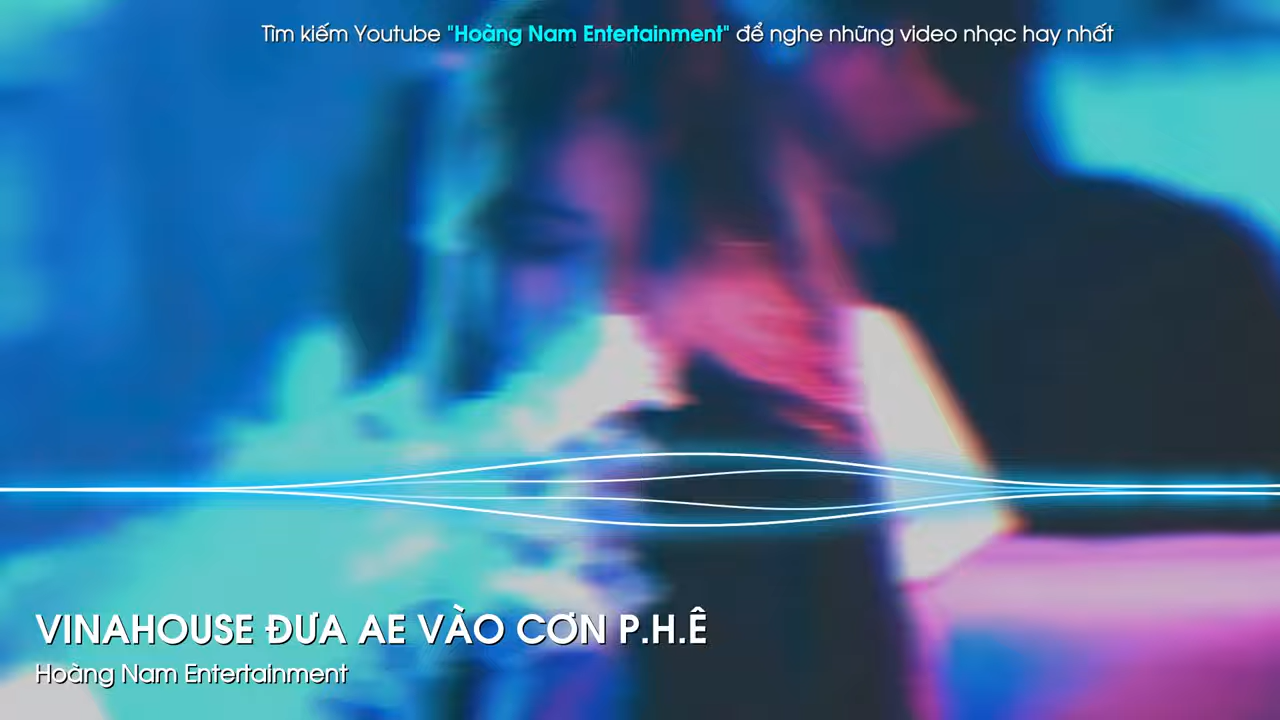 Tìm kiếm Youtube "Hoàng Nam Entertainment" để nghe những video nhạc hay nhất
VINAHOUSE ĐƯA AE VÀO CƠN P.H.Ê
Hoàng Nam Entertainment